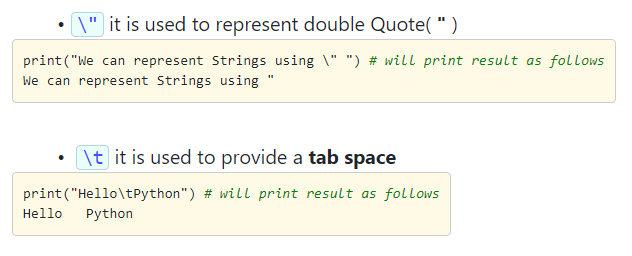 • \" it is used to represent double Quote( " )
print("We can represent Strings using \" ") # will print result as follows
We can represent Strings using "
• \t it is used to provide a tab space
print("Hello\tPython") # will print result as follows
Hello   Python